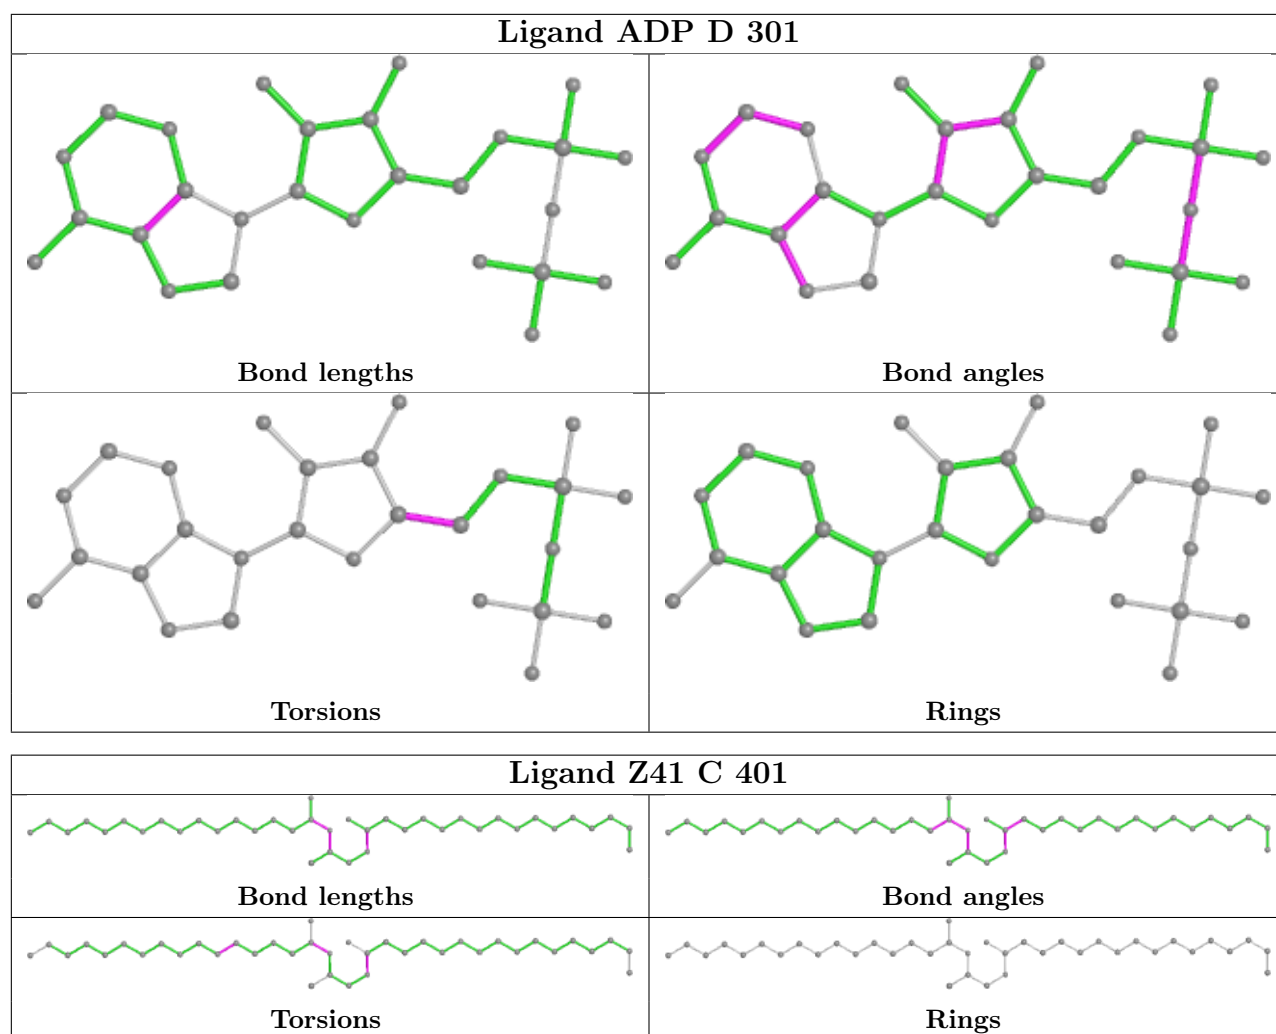 Ligand ADP D 301
Bond lengths
Bond angles
Torsions
Rings
Ligand Z41 C 401
Bond lengths
Bond angles
Torsions
Rings